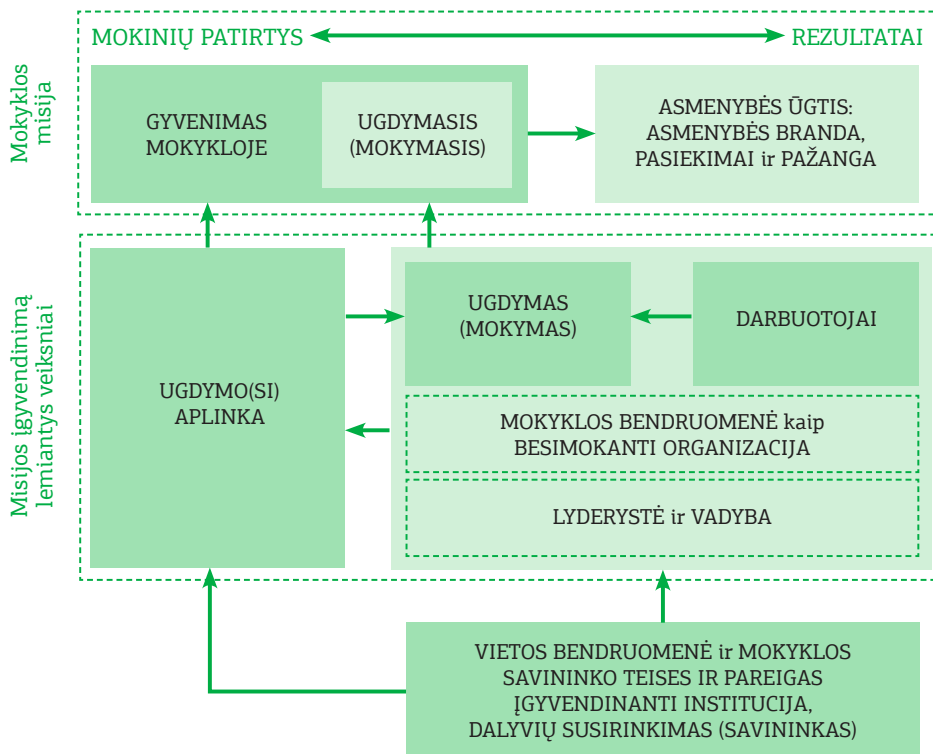 Mokyklos
misija
MOKINIŲ PATIRTYS
REZULTATAI
GYVENIMAS
MOKYKLOJE
UGDYMASIS
(MOKYMASIS)
ASMENYBĖS ŪGTIS:
ASMENYBĖS BRANDA,
PASIEKIMAI ir PAŽANGA
Misijos įgyvendinimą
lemiantys veiksniai
UGDYMO(SI)
APLINKA
UGDYMAS
(MOKYMAS)
DARBUOTOJAI
MOKYKLOS BENDRUOMENĖ kaip
BESIMOKANTI ORGANIZACIJA
LYDERYSTĖ ir VADYBA
VIETOS BENDRUOMENĖ ir MOKYKLOS
SAVININKO TEISES IR PAREIGAS
ĮGYVENDINANTI INSTITUCIJA,
DALYVIŲ SUSIRINKIMAS (SAVININKAS)